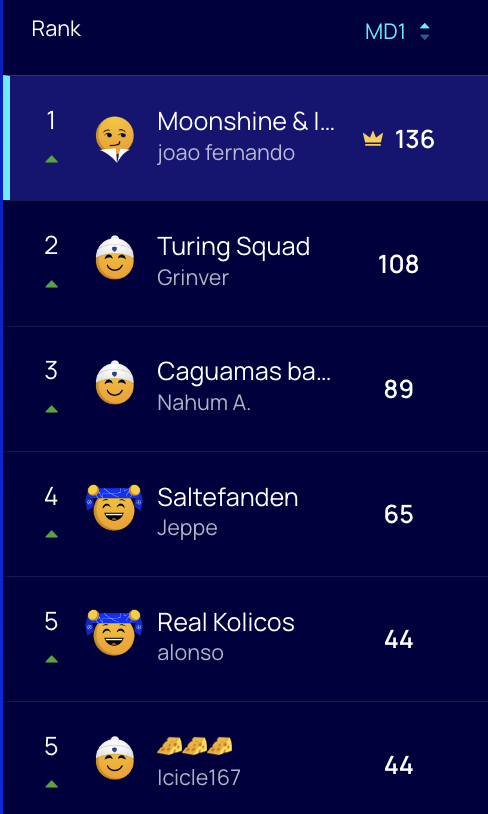 Rank MD1
1 Moonshine & l... 136
joao fernando
2 Turing Squad 108
Grinver
3 Caguamas ba... 89
Nahum A.
4 Saltefanden 65
Jeppe
5 Real Kolicos 44
alonso
5 🧀🧀🧀 44
Icicle167